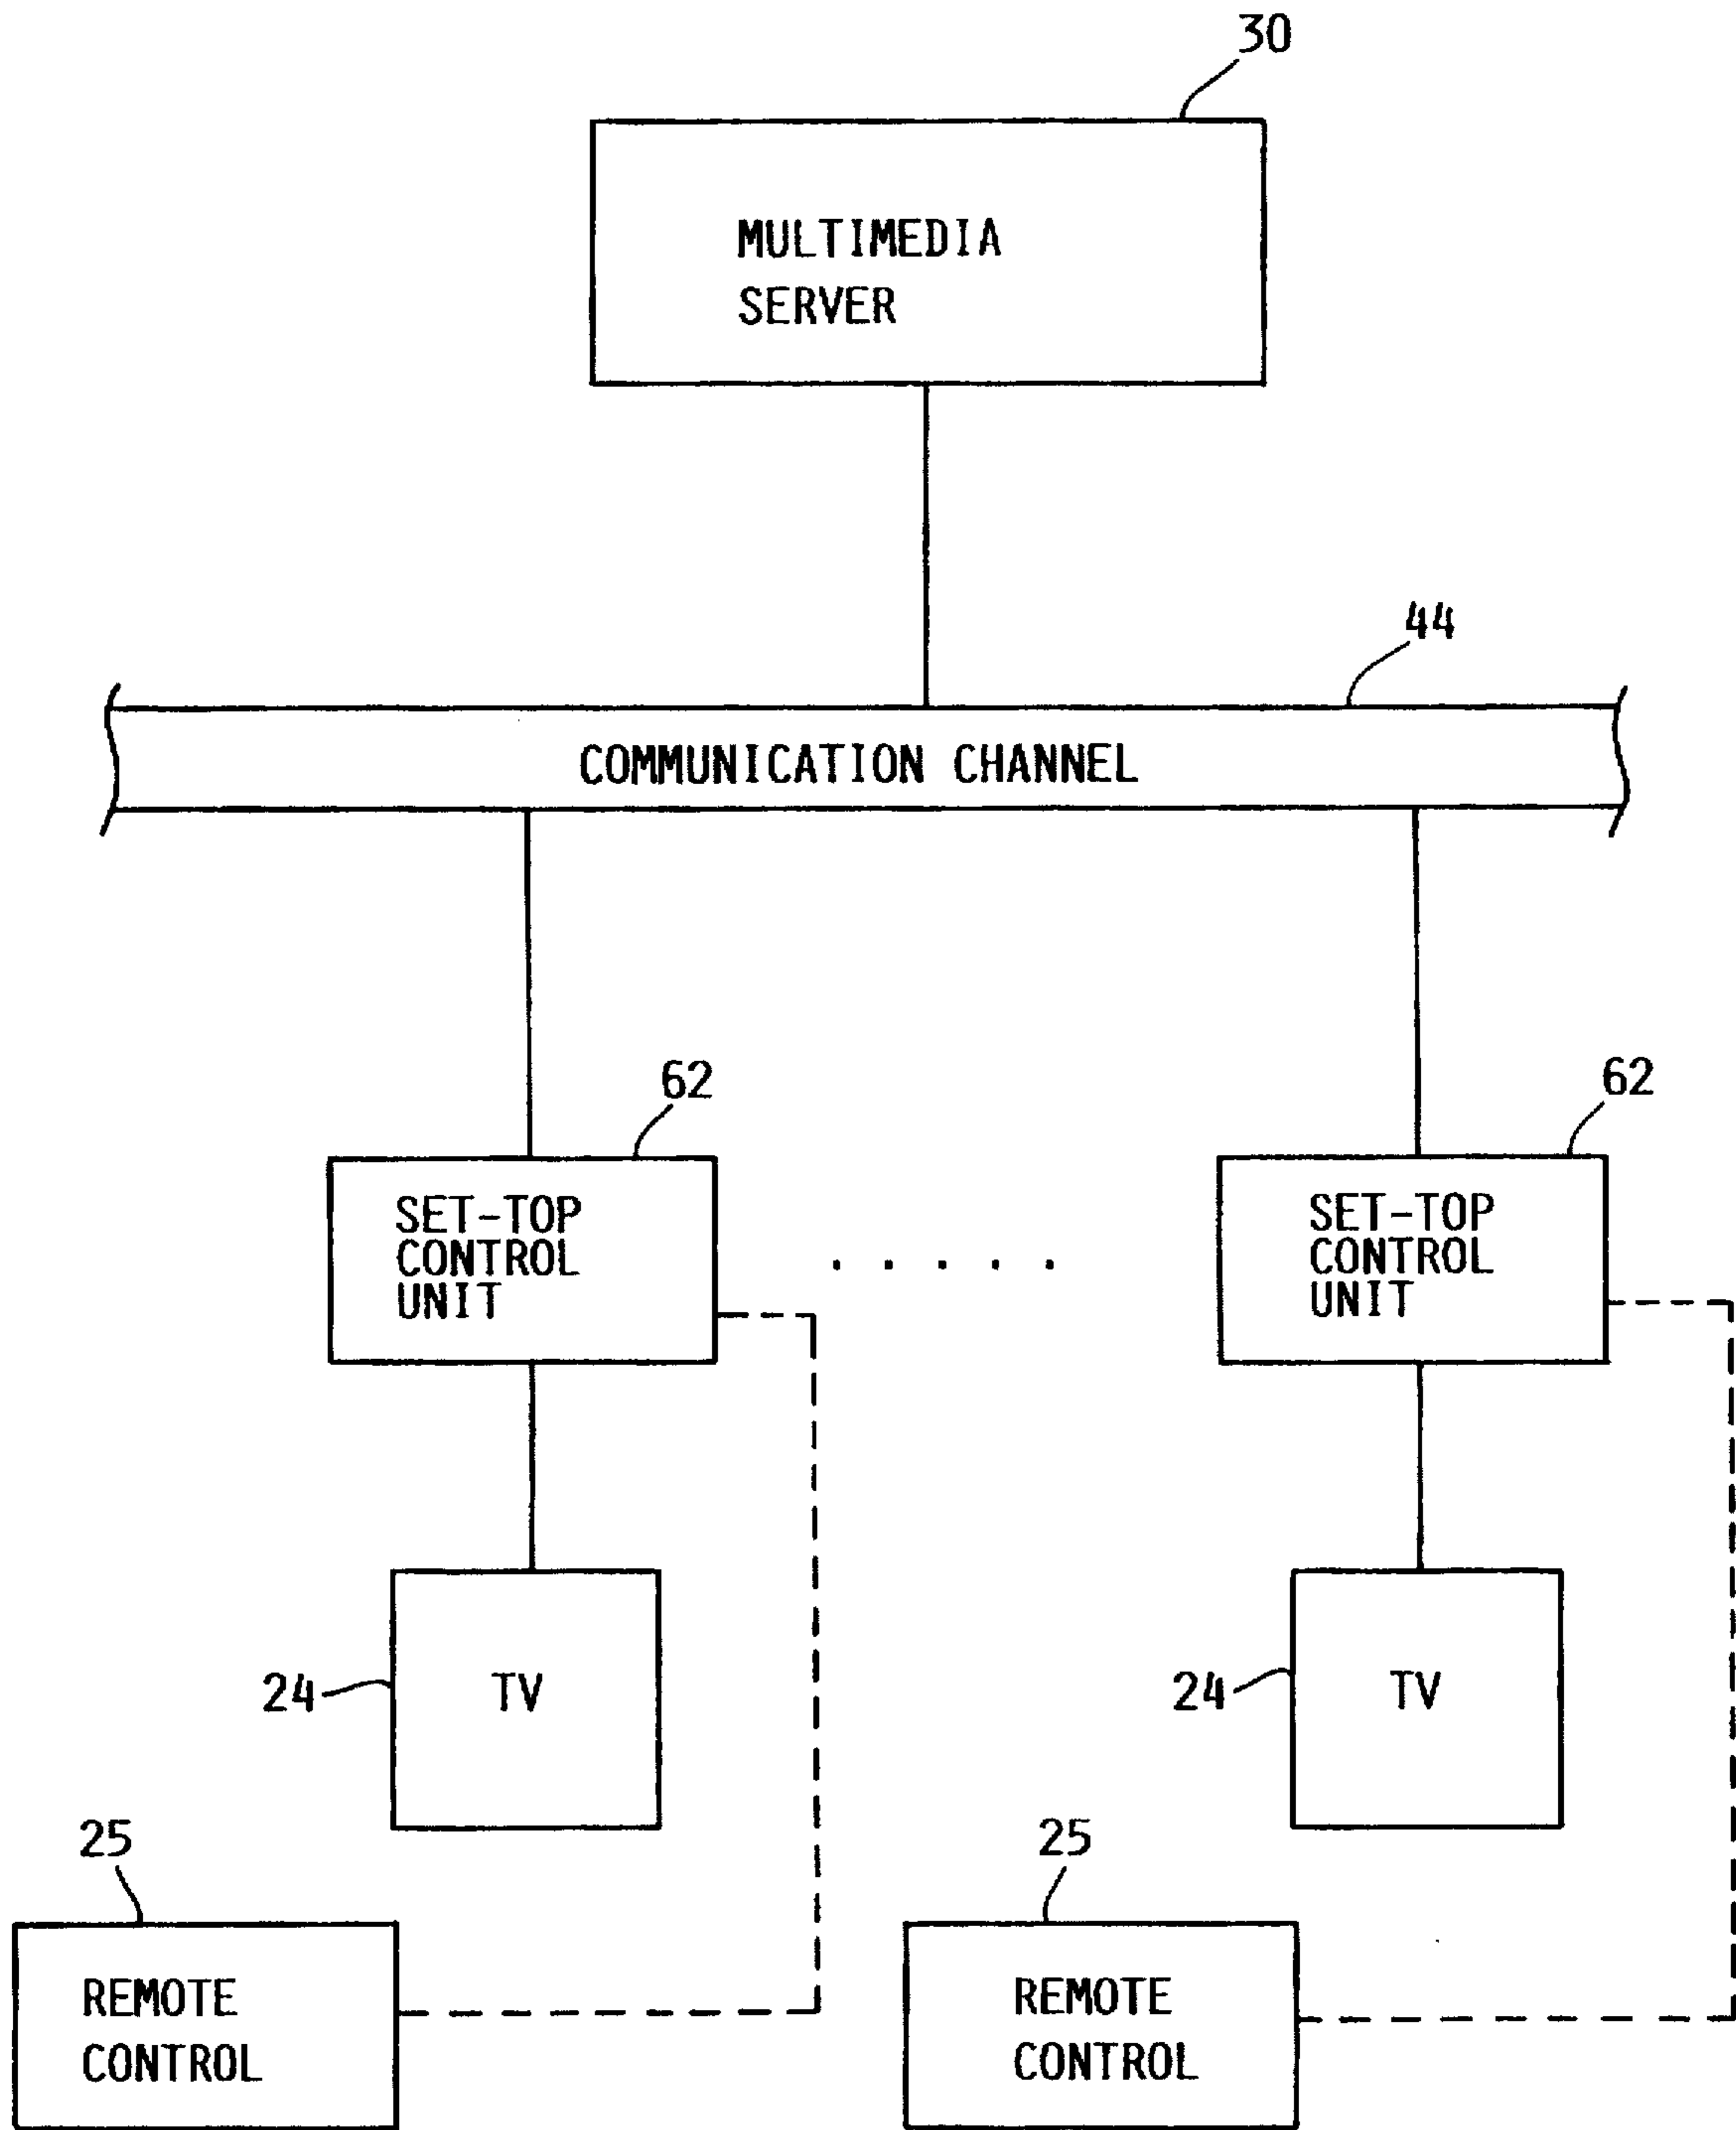 30
MULTIMEDIA
SERVER
44
COMMUNICATION CHANNEL
62
62
SET-TOP
CONTROL
UNIT
SET-TOP
CONTROL
UNIT
24
TV
24
TV
25
25
REMOTE
CONTROL
REMOTE
CONTROL